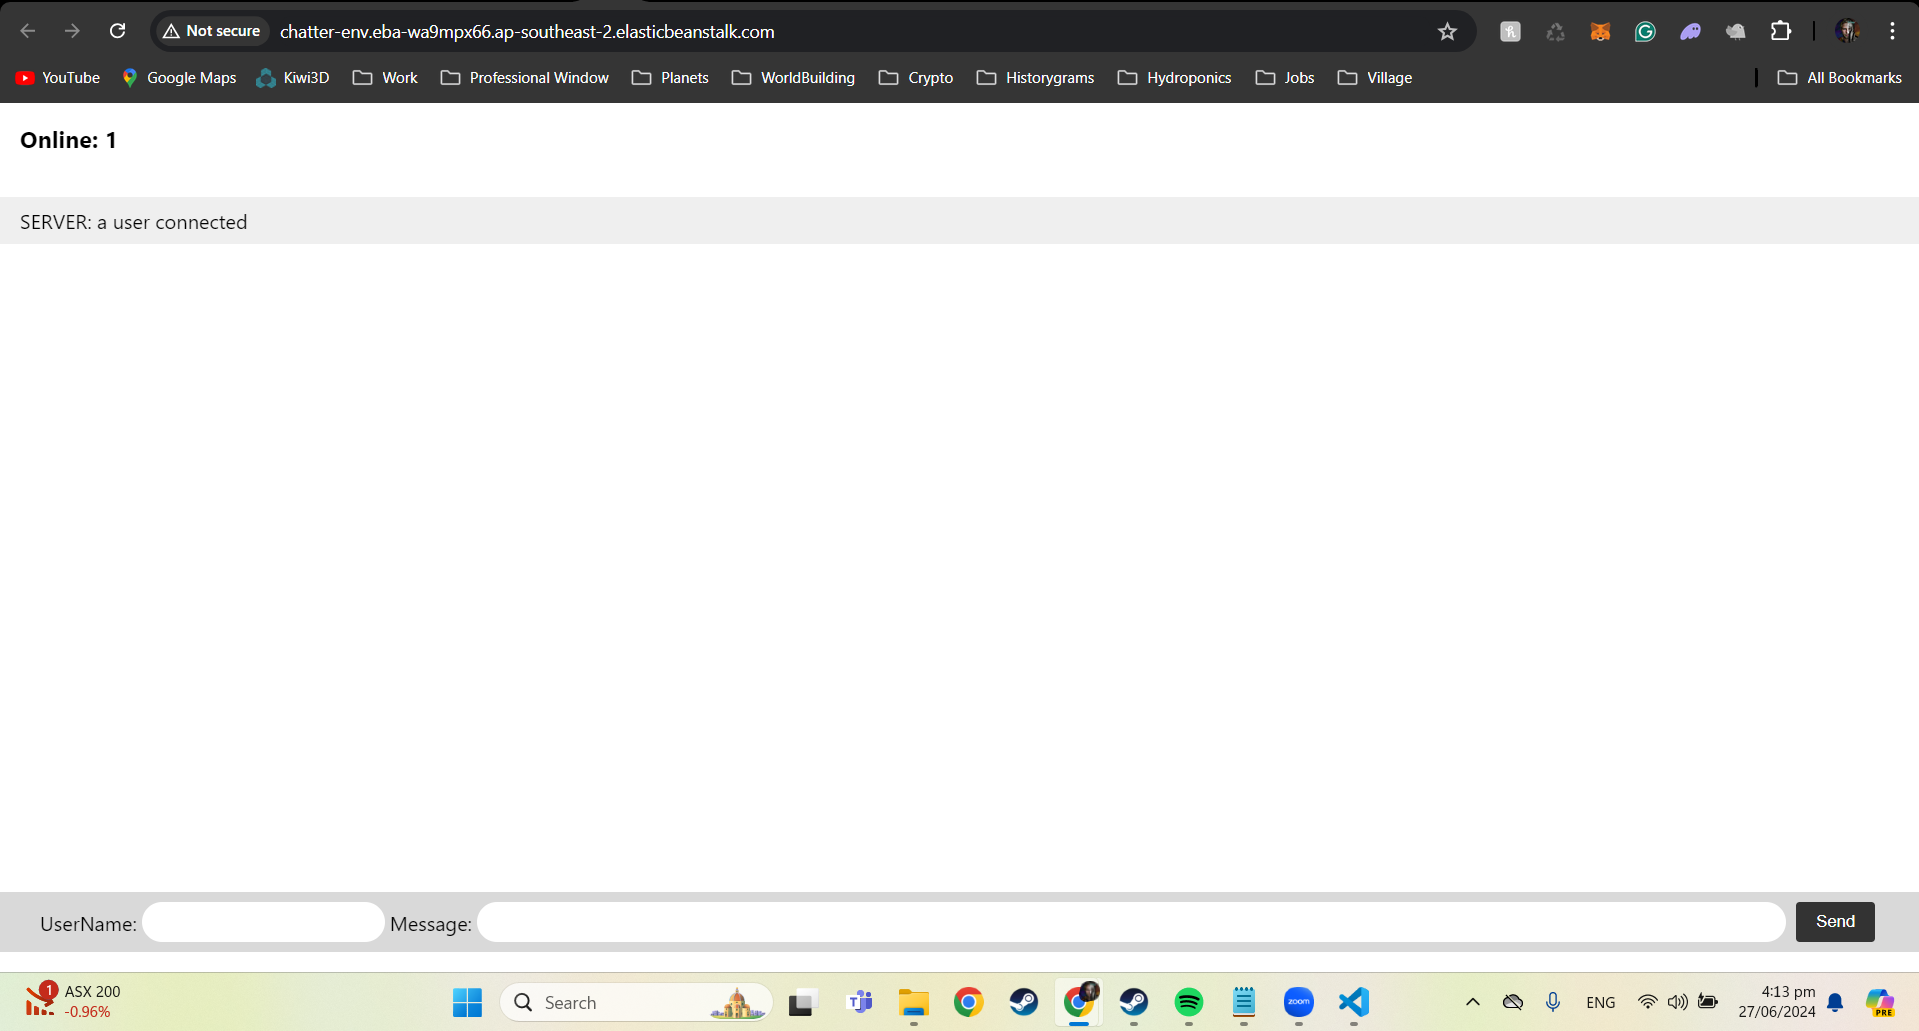 Not secure chatter-env.eba-wa9mpx66.ap-southeast-2.elasticbeanstalk.com
YouTube Google Maps Kiwi3D Work Professional Window Planets WorldBuilding Crypto Historygrams Hydroponics Jobs Village All Bookmarks
Online: 1
SERVER: a user connected
UserName: Message: Send
1 ASX 200
-0.96%
Search
zoom
ENG
4:13 pm
27/06/2024
PRE